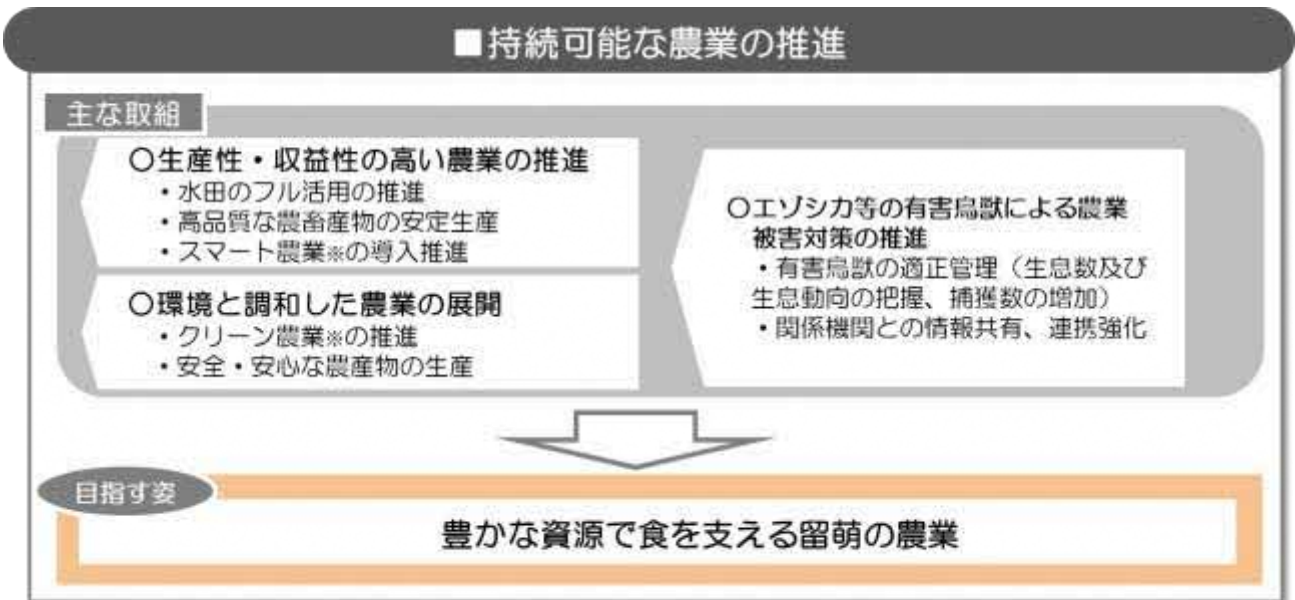 ■持続可能な農業の推進
主な取組
〇生産性・収益性の高い農業の推進
・水田のフル活用の推進
・高品質な農畜産物の安定生産
・スマート農業※の導入推進
〇環境と調和した農業の展開
・クリーン農業※の推進
・安全・安心な農産物の生産
〇エゾシカ等の有害鳥獣による農業
被害対策の推進
・有害鳥獣の適正管理（生息数及び
生息動向の把握、捕獲数の増加）
・関係機関との情報共有、連携強化
目指す姿
豊かな資源で食を支える留萌の農業